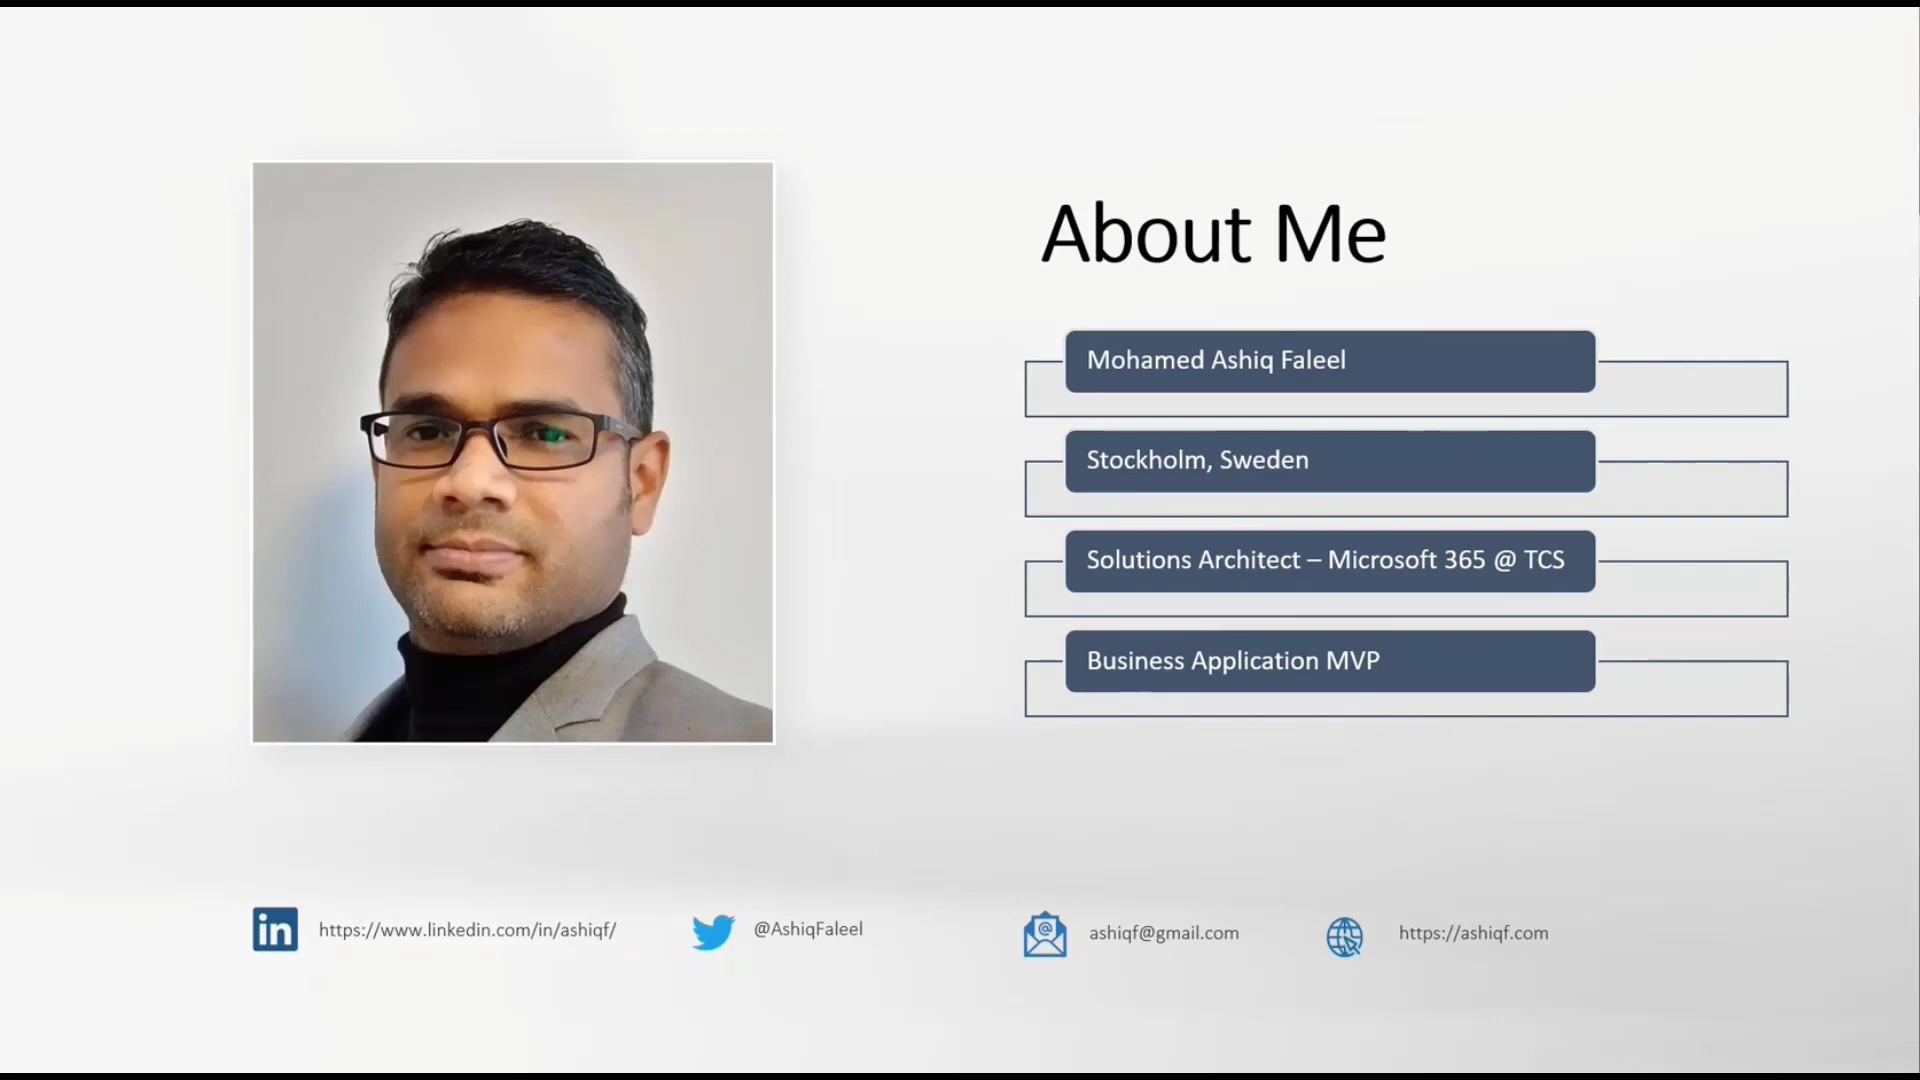 About Me
Mohamed Ashiq Faleel
Stockholm, Sweden
Solutions Architect – Microsoft 365 @ TCS
Business Application MVP
in https://www.linkedin.com/in/ashiqf/
@AshiqFaleel
@ ashiqf@gmail.com
https://ashiqf.com